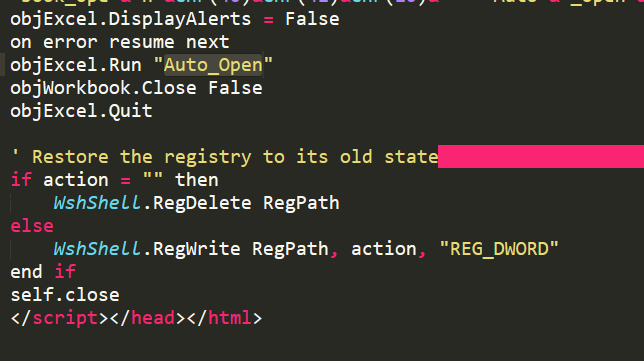 objExcel.DisplayAlerts = False
on error resume next
objExcel.Run "Auto_Open"
objWorkbook.Close False
objExcel.Quit
' Restore the registry to its old state
if action = "" then
WshShell.RegDelete RegPath
else
WshShell.RegWrite RegPath, action, "REG_DWORD"
end if
self.close
</script></head></html>